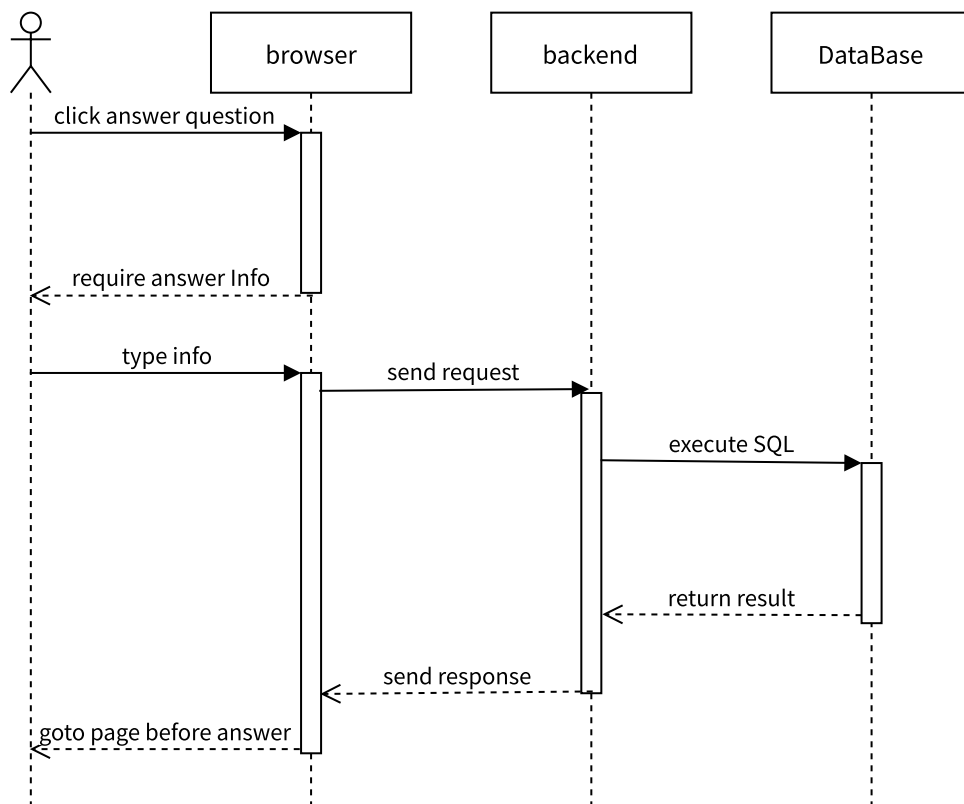 browser
backend
DataBase
click answer question
require answer Info
type info
send request
execute SQL
return result
send response
goto page before answer